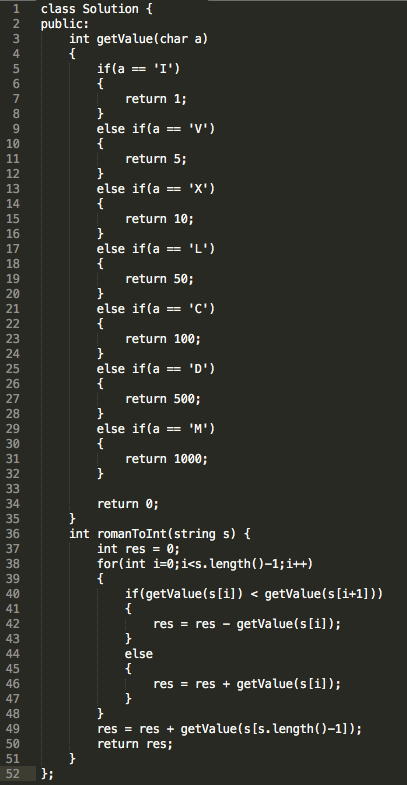 1 class Solution {
2 public:
3     int getValue(char a)
4     {
5         if(a == 'I')
6         {
7             return 1;
8         }
9         else if(a == 'V')
10         {
11             return 5;
12         }
13         else if(a == 'X')
14         {
15             return 10;
16         }
17         else if(a == 'L')
18         {
19             return 50;
20         }
21         else if(a == 'C')
22         {
23             return 100;
24         }
25         else if(a == 'D')
26         {
27             return 500;
28         }
29         else if(a == 'M')
30         {
31             return 1000;
32         }
33
34         return 0;
35     }
36     int romanToInt(string s) {
37         int res = 0;
38         for(int i=0;i<s.length()-1;i++)
39         {
40             if(getValue(s[i]) < getValue(s[i+1]))
41             {
42                 res = res - getValue(s[i]);
43             }
44             else
45             {
46                 res = res + getValue(s[i]);
47             }
48         }
49         res = res + getValue(s[s.length()-1]);
50         return res;
51     }
52 };